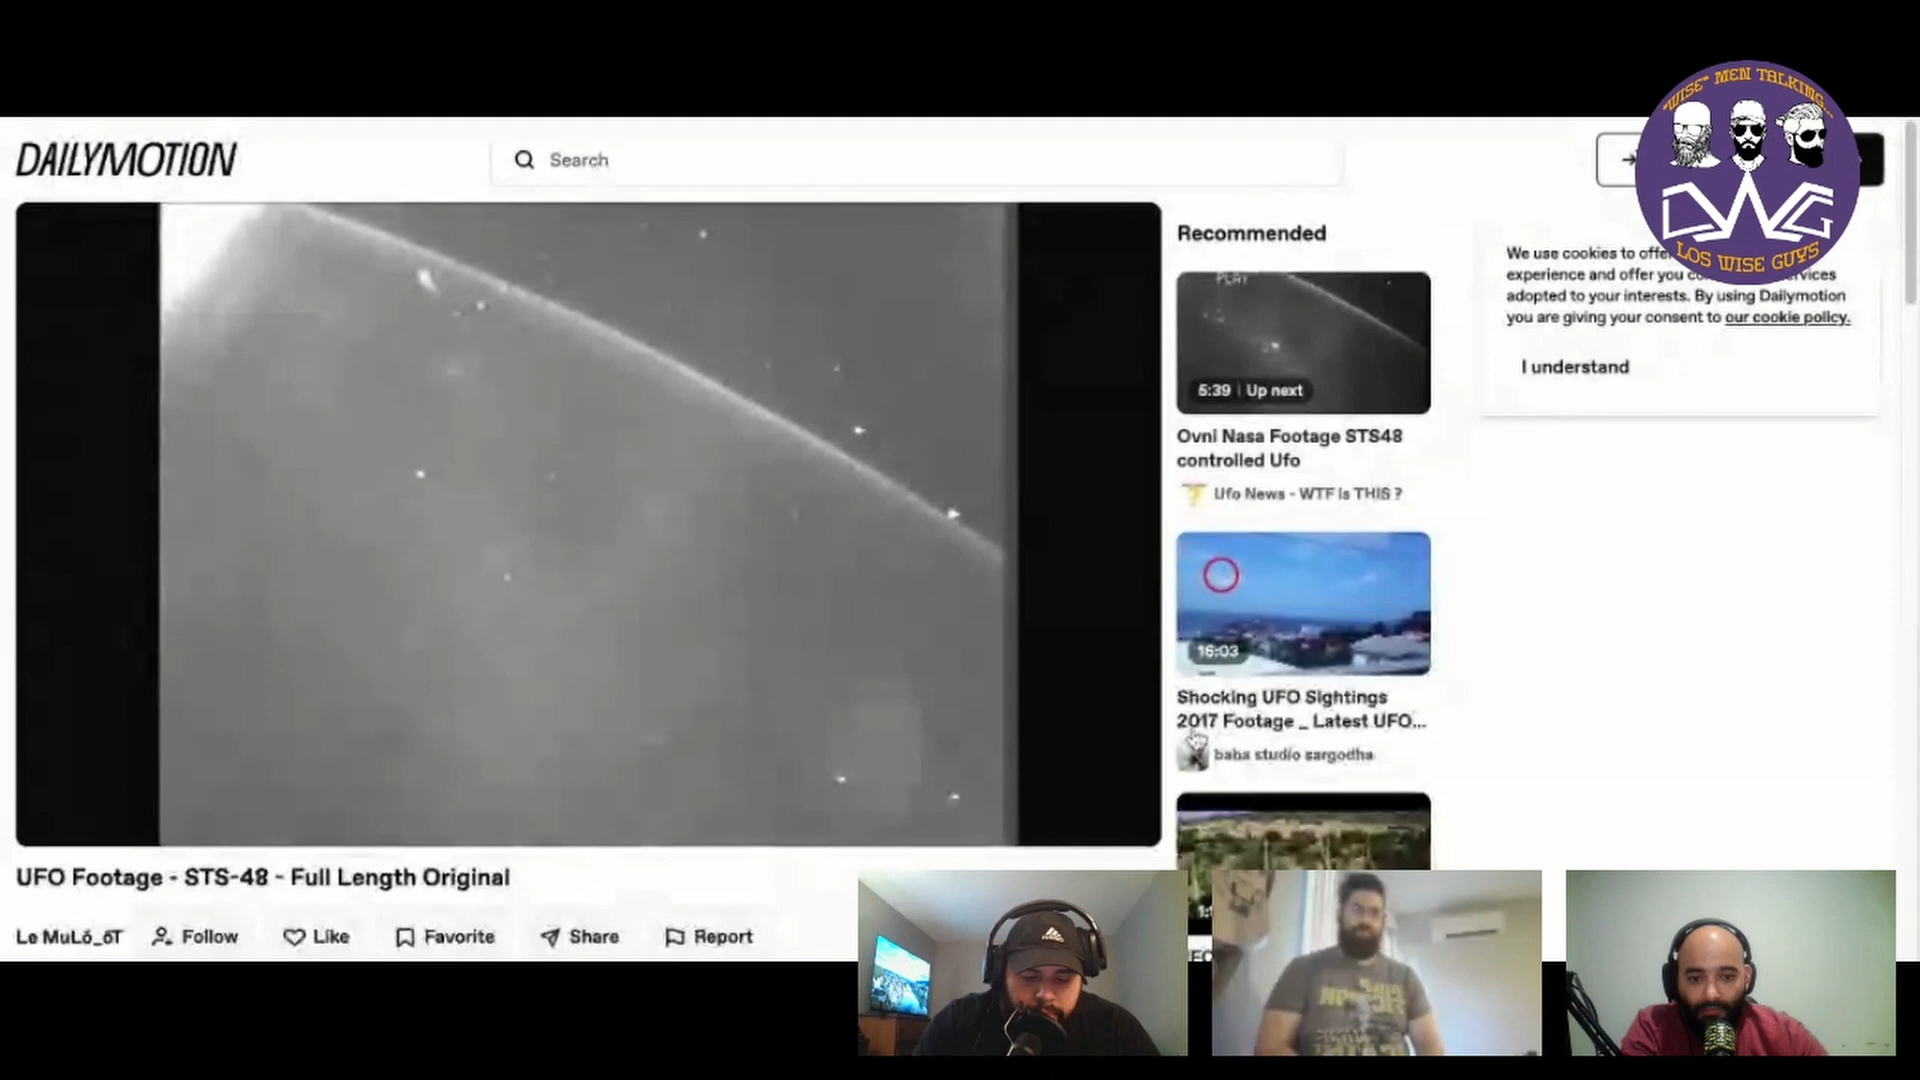 "WISE" MEN TALKING...
LOS WISE GUYS
DAILYMOTION
Search
Recommended
PLAY
5:39 | Up next
Ovni Nasa Footage STS48
controlled Ufo
Ufo News - WTF is THIS ?
16:03
Shocking UFO Sightings
2017 Footage _ Latest UFO...
baba studio sargodha
We use cookies to
experience and offer you
adopted to your interests. By using Dailymotion
you are giving your consent to our cookie policy.
I understand
UFO Footage - STS-48 - Full Length Original
Le MuLô_ôT
Follow
Like
Favorite
Share
Report